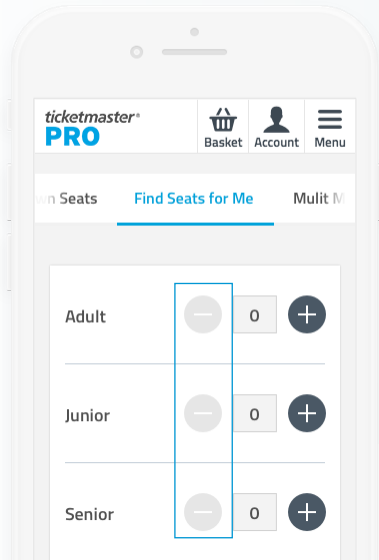 ticketmaster®
PRO
Basket Account Menu
Seats Find Seats for Me Mulit
Adult 0
Junior 0
Senior 0